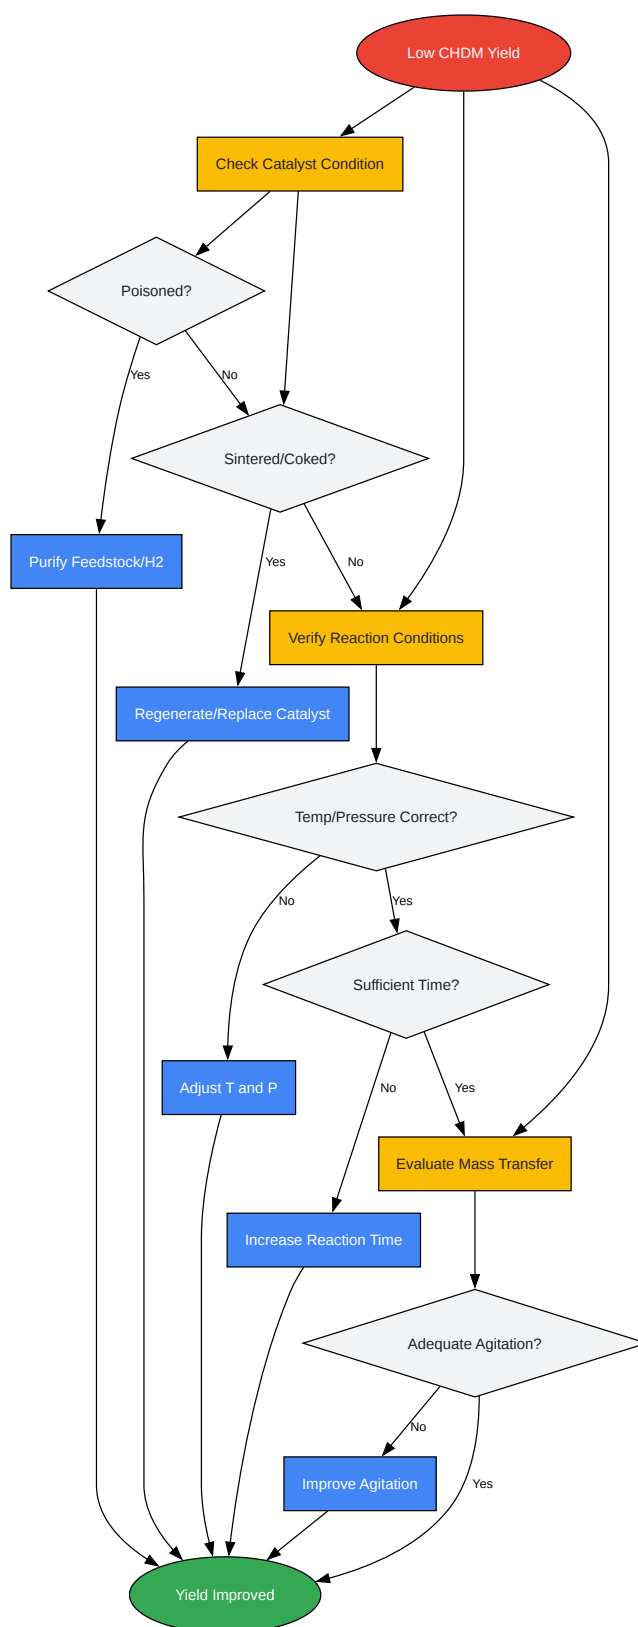 Low CHDM Yield
Check Catalyst Condition
Poisoned?
Yes
No
Sintered/Coked?
Purify Feedstock/H2
Yes
No
Verify Reaction Conditions
Regenerate/Replace Catalyst
Temp/Pressure Correct?
No
Yes
Sufficient Time?
Adjust T and P
No
Yes
Evaluate Mass Transfer
Increase Reaction Time
Adequate Agitation?
No
Improve Agitation
Yes
Yield Improved